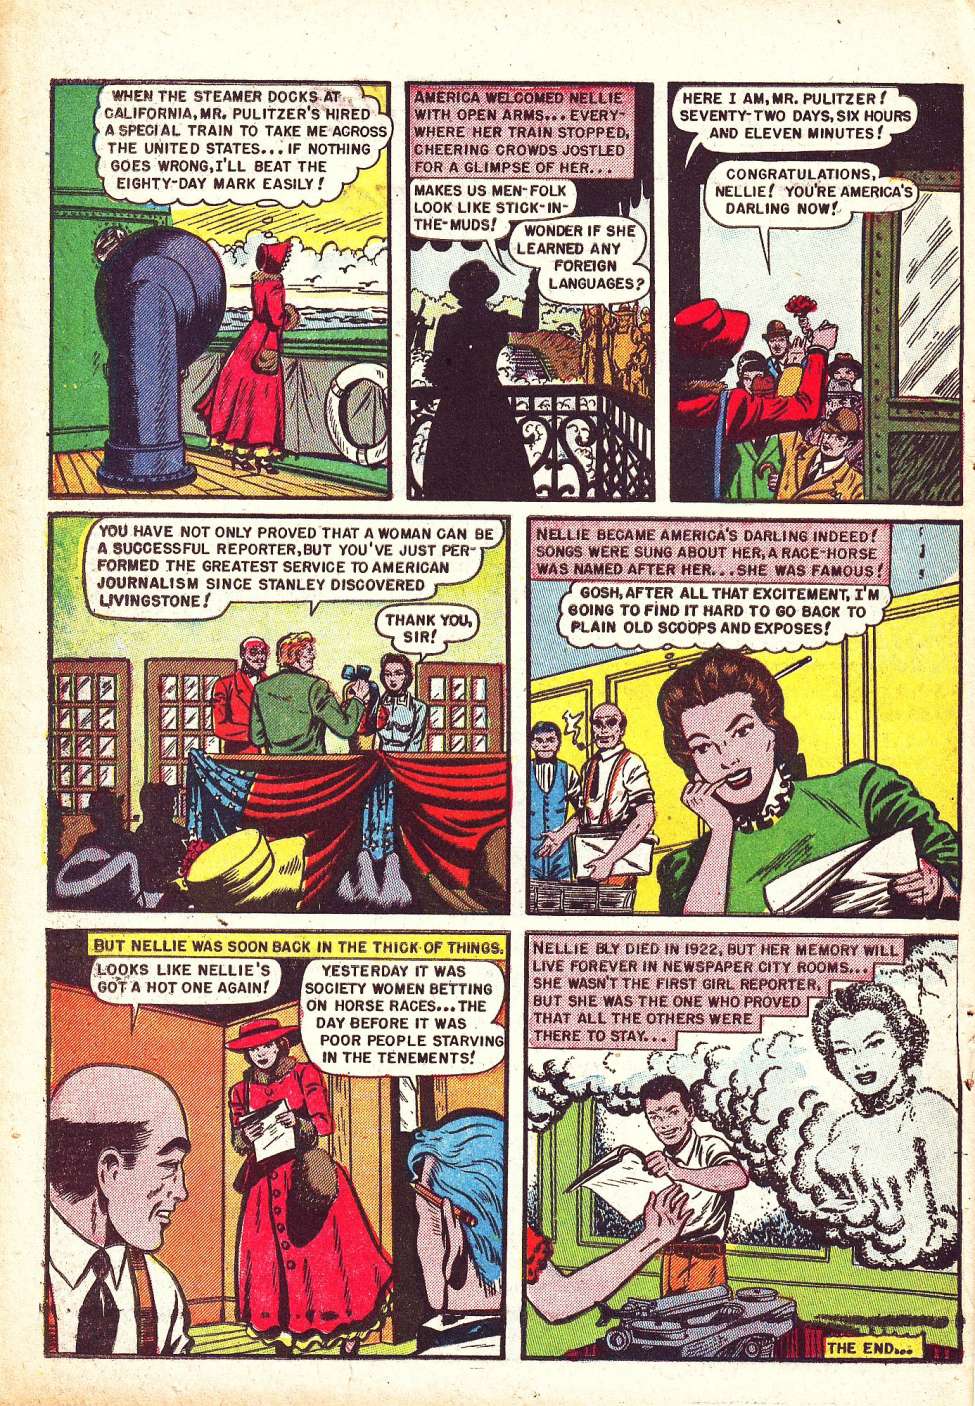 WHEN THE STEAMER DOCKS AT
CALIFORNIA, MR. PULITZER'S HIRED
A SPECIAL TRAIN TO TAKE ME ACROSS
THE UNITED STATES... IF NOTHING
GOES WRONG, I'LL BEAT THE
EIGHTY-DAY MARK EASILY!
AMERICA WELCOMED NELLIE
WITH OPEN ARMS... EVERY-
WHERE HER TRAIN STOPPED,
CHEERING CROWDS JOSTLED
FOR A GLIMPSE OF HER...
MAKES US MEN-FOLK
LOOK LIKE STICK-IN-
THE-MUDS!
WONDER IF SHE
LEARNED ANY
FOREIGN
LANGUAGES?
HERE I AM, MR. PULITZER!
SEVENTY-TWO DAYS, SIX HOURS
AND ELEVEN MINUTES!
CONGRATULATIONS,
NELLIE! YOU'RE AMERICA'S
DARLING NOW!
YOU HAVE NOT ONLY PROVED THAT A WOMAN CAN BE
A SUCCESSFUL REPORTER, BUT YOU'VE JUST PER-
FORMED THE GREATEST SERVICE TO AMERICAN
JOURNALISM SINCE STANLEY DISCOVERED
LIVINGSTONE!
THANK YOU,
SIR!
NELLIE BECAME AMERICA'S DARLING INDEED!
SONGS WERE SUNG ABOUT HER, A RACE-HORSE
WAS NAMED AFTER HER... SHE WAS FAMOUS!
GOSH, AFTER ALL THAT EXCITEMENT, I'M
GOING TO FIND IT HARD TO GO BACK TO
PLAIN OLD SCOOPS AND EXPOSES!
BUT NELLIE WAS SOON BACK IN THE THICK OF THINGS.
LOOKS LIKE NELLIE'S
GOT A HOT ONE AGAIN!
YESTERDAY IT WAS
SOCIETY WOMEN BETTING
ON HORSE RACES... THE
DAY BEFORE IT WAS
POOR PEOPLE STARVING
IN THE TENEMENTS!
NELLIE BLY DIED IN 1922, BUT HER MEMORY WILL
LIVE FOREVER IN NEWSPAPER CITY ROOMS...
SHE WASN'T THE FIRST GIRL REPORTER,
BUT SHE WAS THE ONE WHO PROVED
THAT ALL THE OTHERS WERE
THERE TO STAY...
THE END...